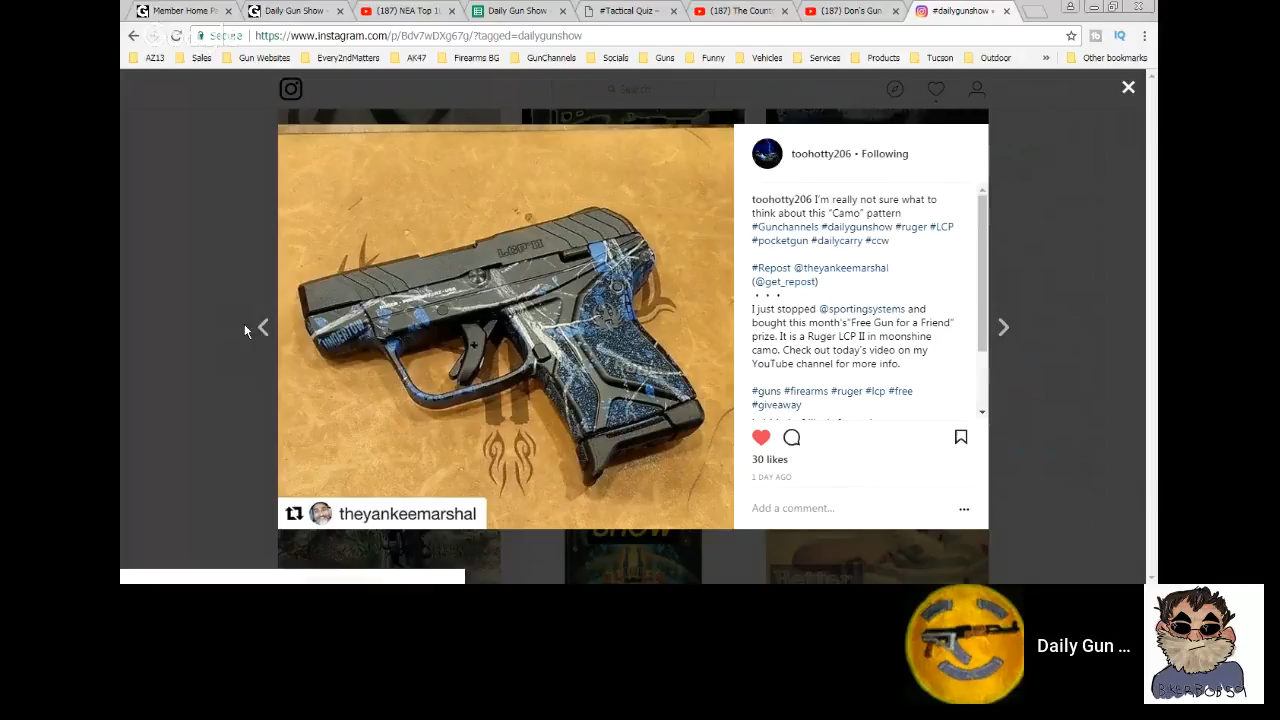 Member Home Pa
Daily Gun Show -
(187) NEA Top 1
Daily Gun Show
#Tactical Quiz –
(187) The Counte
(187) Don's Gun
#dailygunshow •
Secure
https://www.instagram.com/p/Bdv7wDXg67g/?tagged=dailygunshow
AZ13
Sales
Gun Websites
Every2ndMatters
AK47
Firearms BG
GunChannels
Socials
Guns
Funny
Vehicles
Services
Products
Tucson
Outdoor
»
Other bookmarks
Search
toohotty206 • Following
toohotty206 I'm really not sure what to
think about this “Camo” pattern
#Gunchannels #dailygunshow #ruger #LCP
#pocketgun #dailycarry #ccw
#Repost @theyankeemarshal
(@get_repost)
・・・
I just stopped @sportingsystems and
bought this month's"Free Gun for a Friend"
prize. It is a Ruger LCP II in moonshine
camo. Check out today's video on my
YouTube channel for more info.
#guns #firearms #ruger #lcp #free
#giveaway
30 likes
1 DAY AGO
Add a comment...
LCP II
UNDERTOW
theyankeemarshal
SHOW
Daily Gun ...
BIKERBOB59